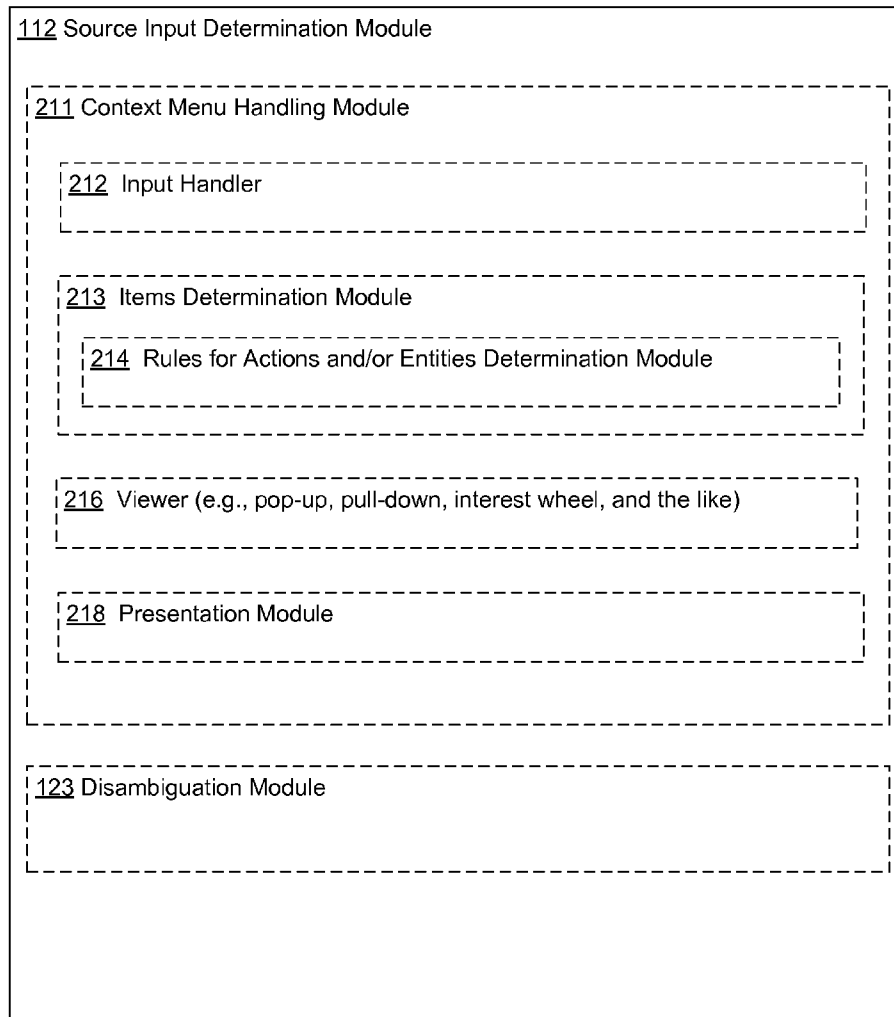 112 Source Input Determination Module
211 Context Menu Handling Module
212 Input Handler
213 Items Determination Module
214 Rules for Actions and/or Entities Determination Module
216 Viewer (e.g., pop-up, pull-down, interest wheel, and the like)
218 Presentation Module
123 Disambiguation Module